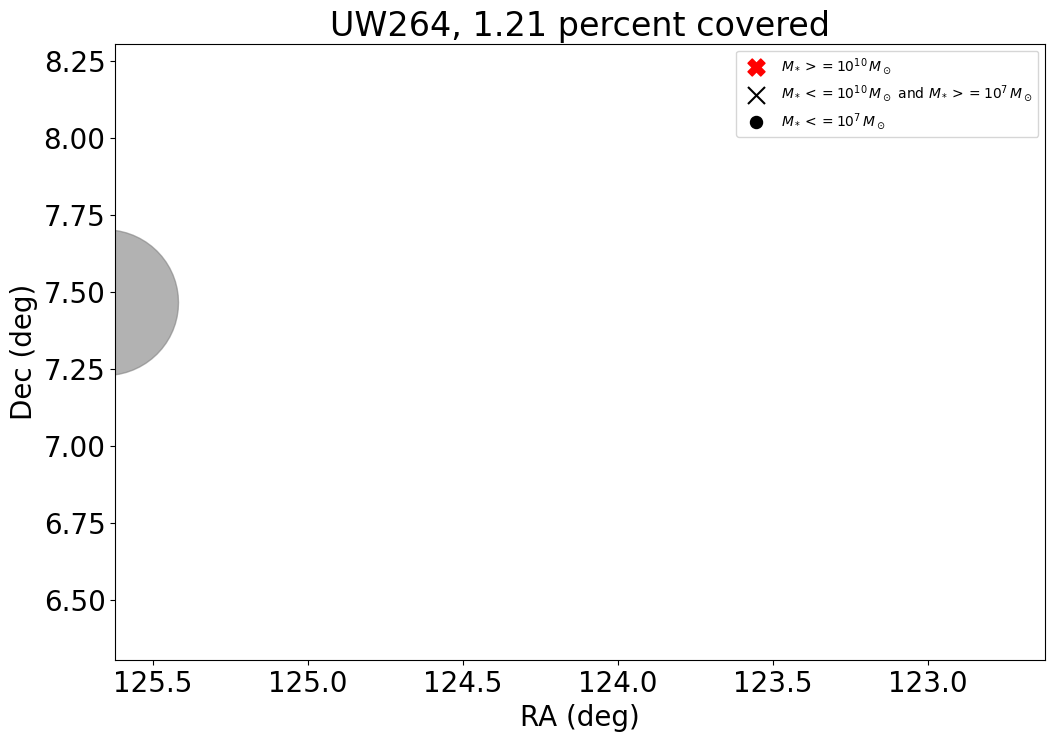 UW264, 1.21 percent covered
M* >= 10^10 M⊙
M* <= 10^10 M⊙ and M* >= 10^7 M⊙
M* <= 10^7 M⊙
8.25
8.00
7.75
7.50
7.25
7.00
6.75
6.50
Dec (deg)
125.5 125.0 124.5 124.0 123.5 123.0
RA (deg)